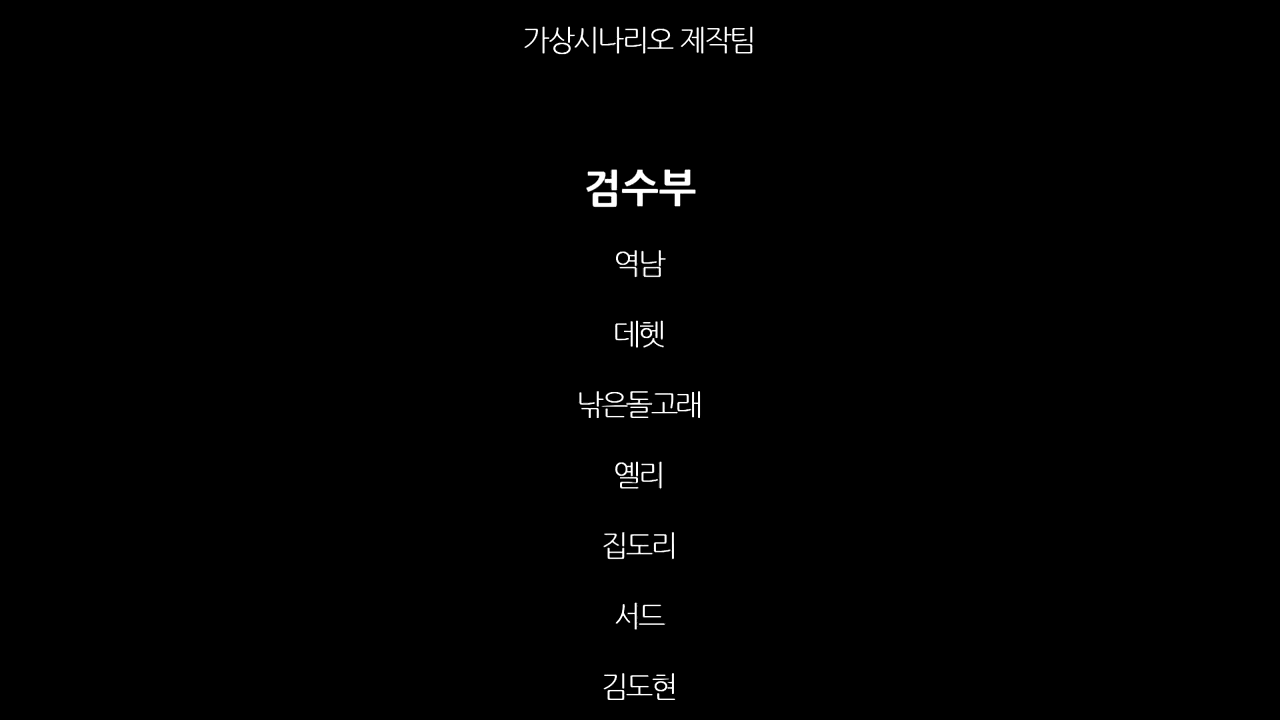 가상시나리오 제작팀
검수부
역남
데헷
낚은돌고래
옐리
집도리
서드
김도현